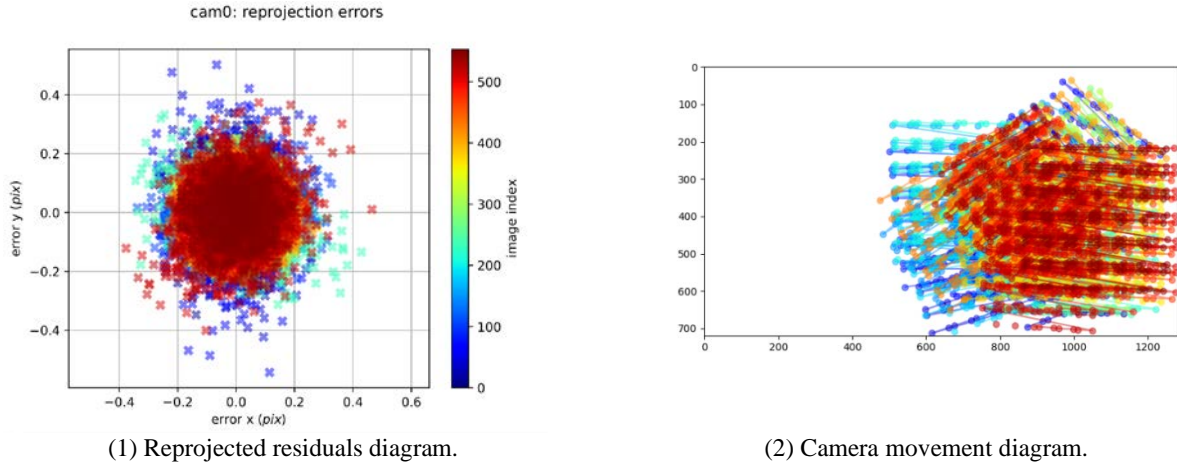 cam0: reprojection errors
0.4
0.2
0.0
−0.2
−0.4
error y (pix)
−0.4 −0.2 0.0 0.2 0.4 0.6
error x (pix)
500
400
300
200
100
0
image index
0
100
200
300
400
500
600
700
0 200 400 600 800 1000 1200
(1) Reprojected residuals diagram. (2) Camera movement diagram.